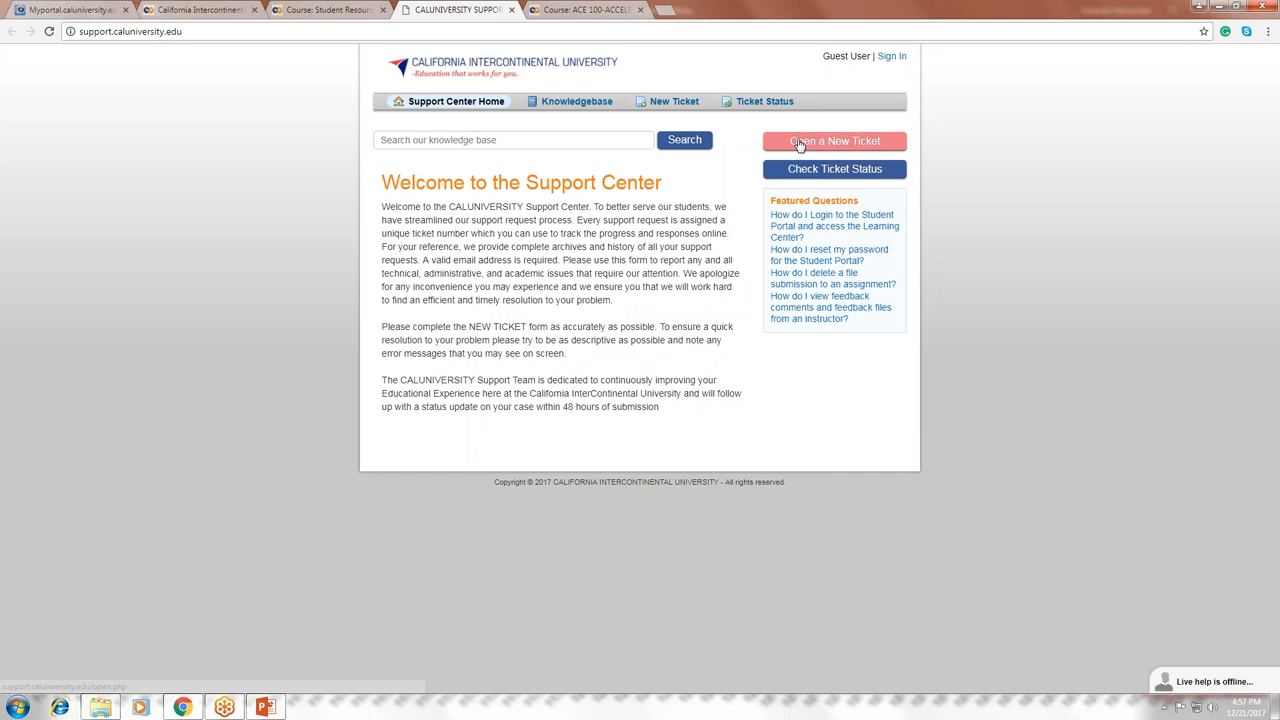 Myportal.caluniversity.edu
California Intercontinent
Course: Student Resourc
CALUNIVERSITY SUPPOR
Course: ACE 100-ACCELE
support.caluniversity.edu
CALIFORNIA INTERCONTINENTAL UNIVERSITY
-Education that works for you.
Guest User | Sign In
Support Center Home
Knowledgebase
New Ticket
Ticket Status
Search our knowledge base
Search
Open a New Ticket
Check Ticket Status
Welcome to the Support Center
Welcome to the CALUNIVERSITY Support Center. To better serve our students, we
have streamlined our support request process. Every support request is assigned a
unique ticket number which you can use to track the progress and responses online.
For your reference, we provide complete archives and history of all your support
requests. A valid email address is required. Please use this form to report any and all
technical, administrative, and academic issues that require our attention. We apologize
for any inconvenience you may experience and we ensure you that we will work hard
to find an efficient and timely resolution to your problem.
Please complete the NEW TICKET form as accurately as possible. To ensure a quick
resolution to your problem please try to be as descriptive as possible and note any
error messages that you may see on screen.
The CALUNIVERSITY Support Team is dedicated to continuously improving your
Educational Experience here at the California InterContinental University and will follow
up with a status update on your case within 48 hours of submission
Featured Questions
How do I Login to the Student
Portal and access the Learning
Center?
How do I reset my password
for the Student Portal?
How do I delete a file
submission to an assignment?
How do I view feedback
comments and feedback files
from an instructor?
Copyright © 2017 CALIFORNIA INTERCONTINENTAL UNIVERSITY - All rights reserved.
Live help is offline...
support.caluniversity.edu/open.php
4:57 PM
12/21/2017